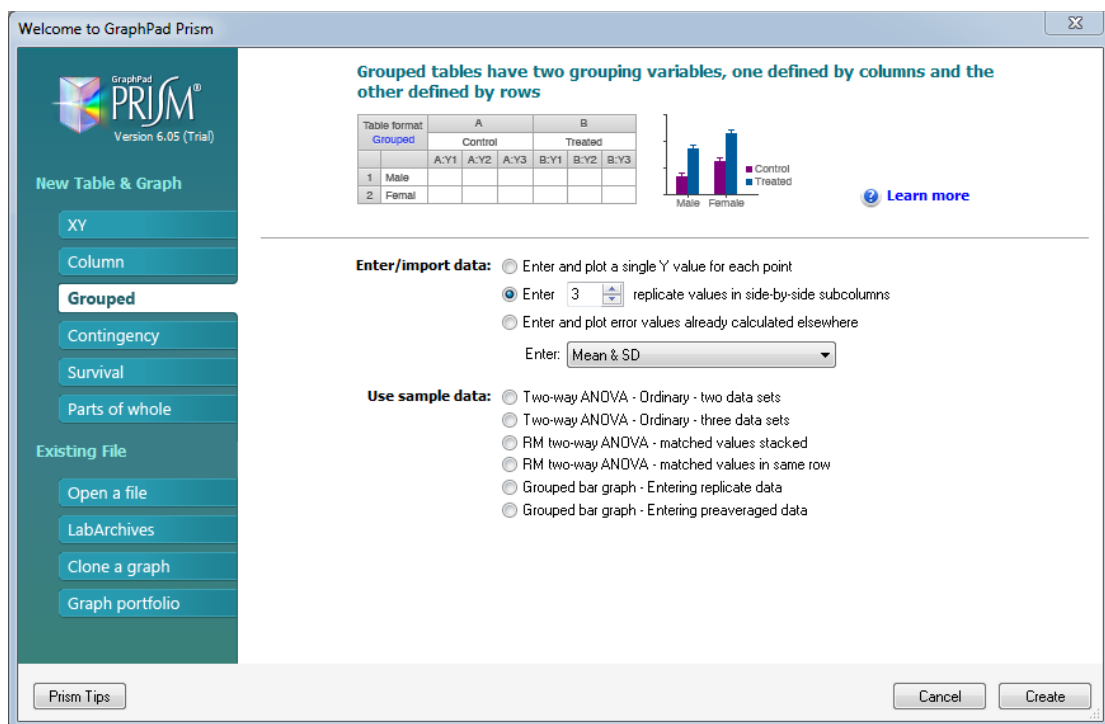 Welcome to GraphPad Prism
GraphPad
PRISM®
Version 6.05 (Trial)
New Table & Graph
XY
Column
Grouped
Contingency
Survival
Parts of whole
Existing File
Open a file
LabArchives
Clone a graph
Graph portfolio
Grouped tables have two grouping variables, one defined by columns and the
other defined by rows
Table format A B
Grouped Control Treated
A:Y1 A:Y2 A:Y3 B:Y1 B:Y2 B:Y3
1 Male
2 Femal
Control
Treated
Male Female
? Learn more
Enter/import data: Enter and plot a single Y value for each point
Enter 3 replicate values in side-by-side subcolumns
Enter and plot error values already calculated elsewhere
Enter: Mean & SD
Use sample data: Two-way ANOVA - Ordinary - two data sets
Two-way ANOVA - Ordinary - three data sets
RM two-way ANOVA - matched values stacked
RM two-way ANOVA - matched values in same row
Grouped bar graph - Entering replicate data
Grouped bar graph - Entering preaveraged data
Prism Tips Cancel Create